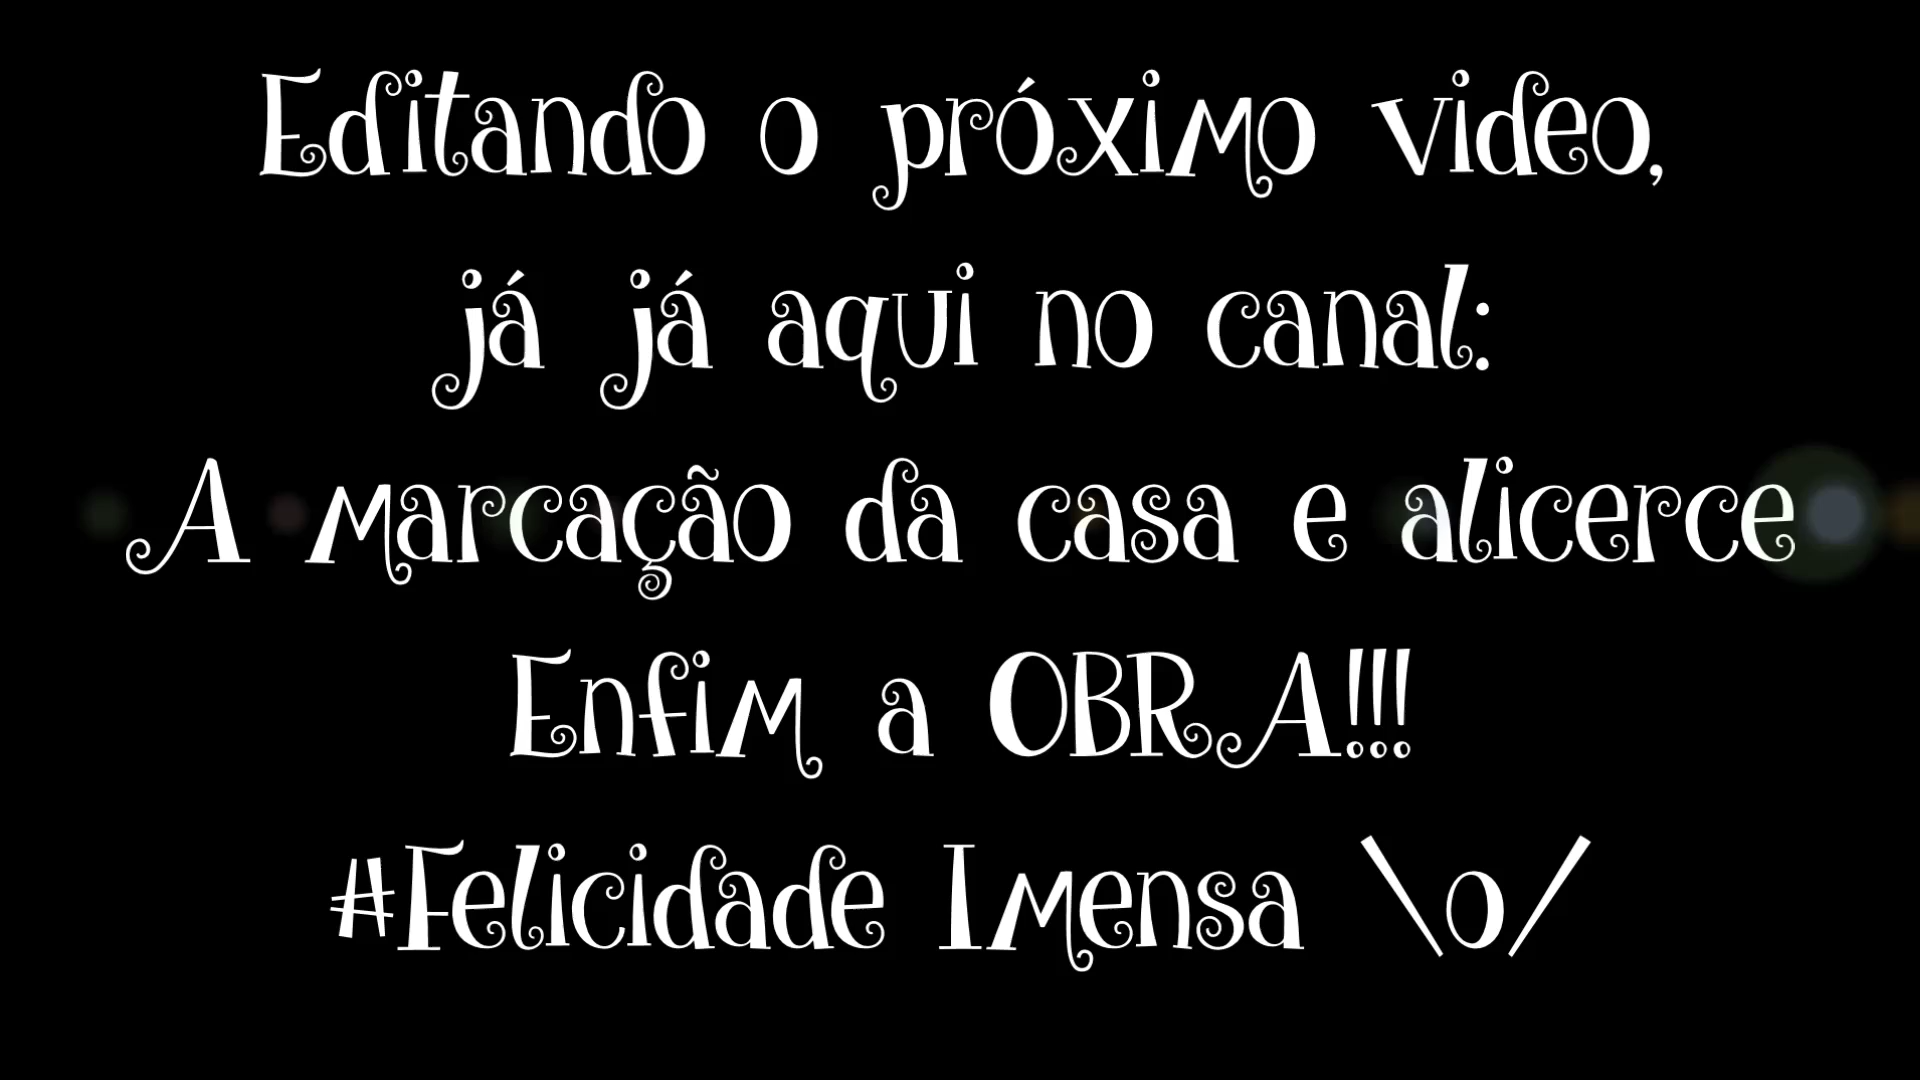 Editando o próximo video,
já já aqui no canal:
A marcação da casa e alicerce
Enfim a OBRA!!!
#Felicidade Imensa \o/